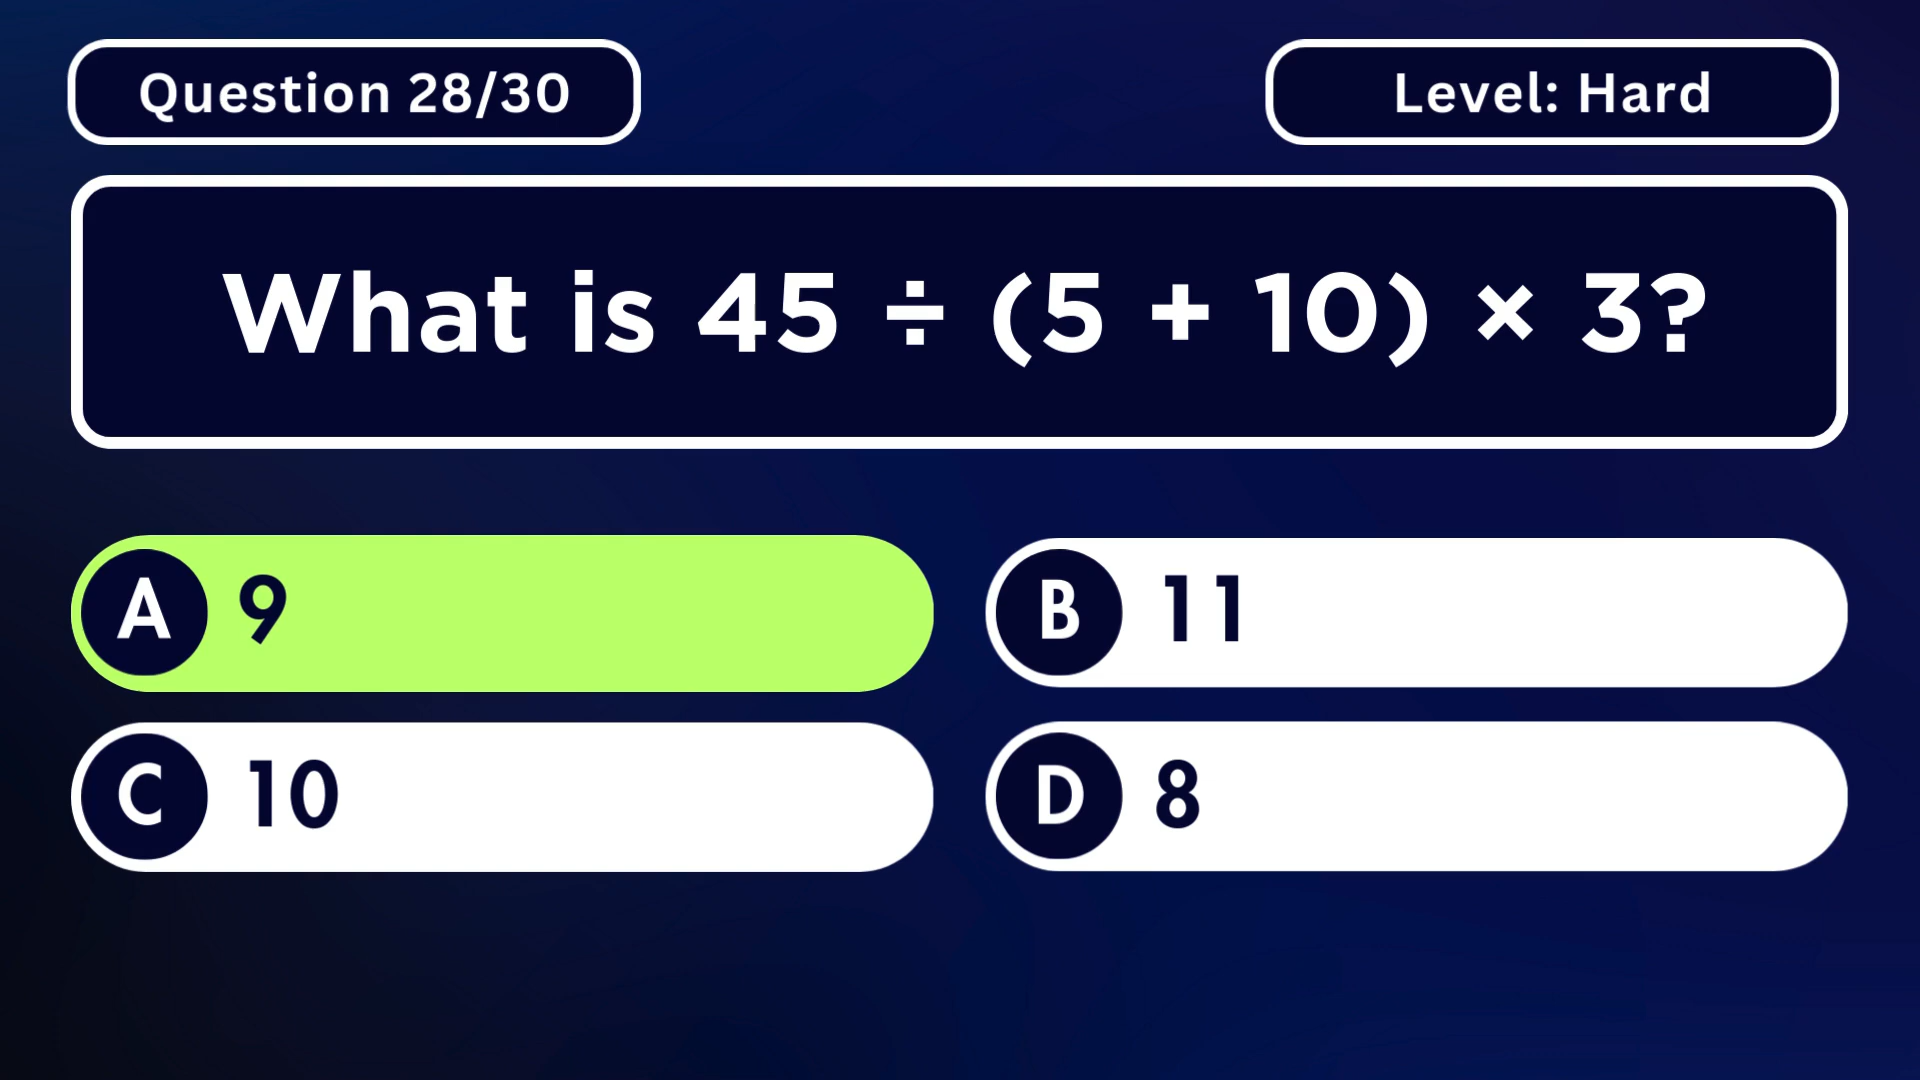 Question 28/30
Level: Hard
What is 45 ÷ (5 + 10) × 3?
A 9
B 11
C 10
D 8